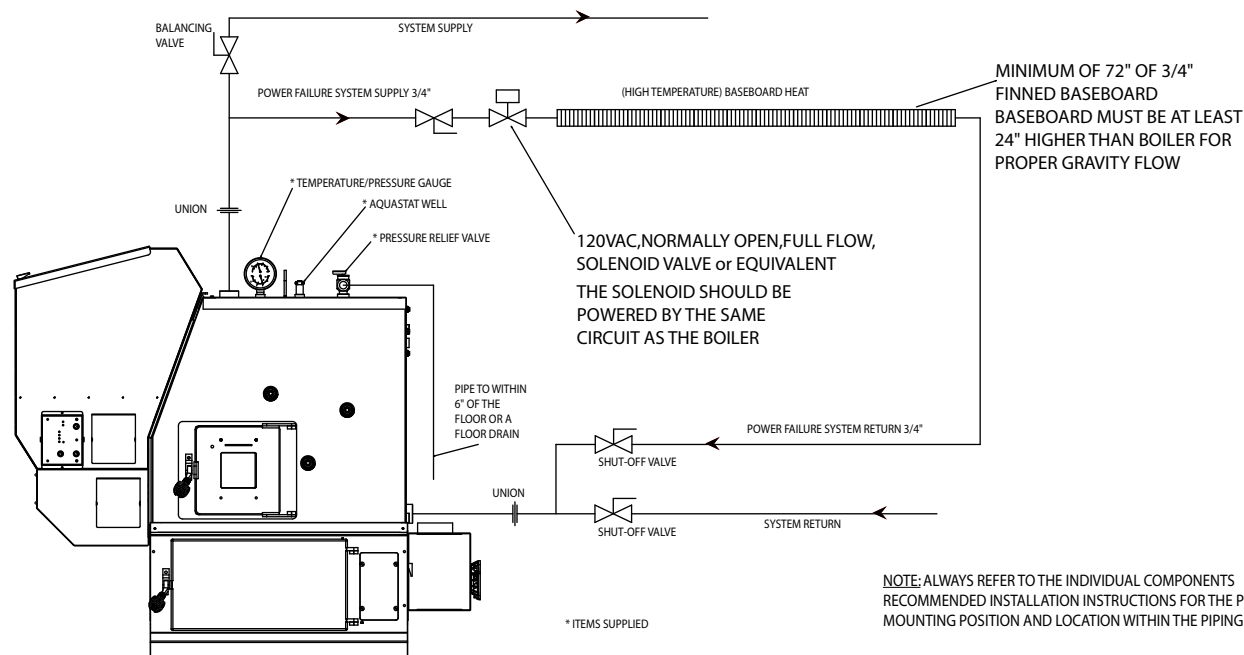 BALANCING
VALVE
SYSTEM SUPPLY
POWER FAILURE SYSTEM SUPPLY 3/4"
(HIGH TEMPERATURE) BASEBOARD HEAT
MINIMUM OF 72" OF 3/4"
FINNED BASEBOARD
BASEBOARD MUST BE AT LEAST
24" HIGHER THAN BOILER FOR
PROPER GRAVITY FLOW
* TEMPERATURE/PRESSURE GAUGE
* AQUASTAT WELL
UNION
* PRESSURE RELIEF VALVE
120VAC,NORMALLY OPEN,FULL FLOW,
SOLENOID VALVE or EQUIVALENT
THE SOLENOID SHOULD BE
POWERED BY THE SAME
CIRCUIT AS THE BOILER
PIPE TO WITHIN
6" OF THE
FLOOR OR A
FLOOR DRAIN
POWER FAILURE SYSTEM RETURN 3/4"
SHUT-OFF VALVE
UNION
SHUT-OFF VALVE
SYSTEM RETURN
NOTE: ALWAYS REFER TO THE INDIVIDUAL COMPONENTS
RECOMMENDED INSTALLATION INSTRUCTIONS FOR THE P
MOUNTING POSITION AND LOCATION WITHIN THE PIPING
* ITEMS SUPPLIED